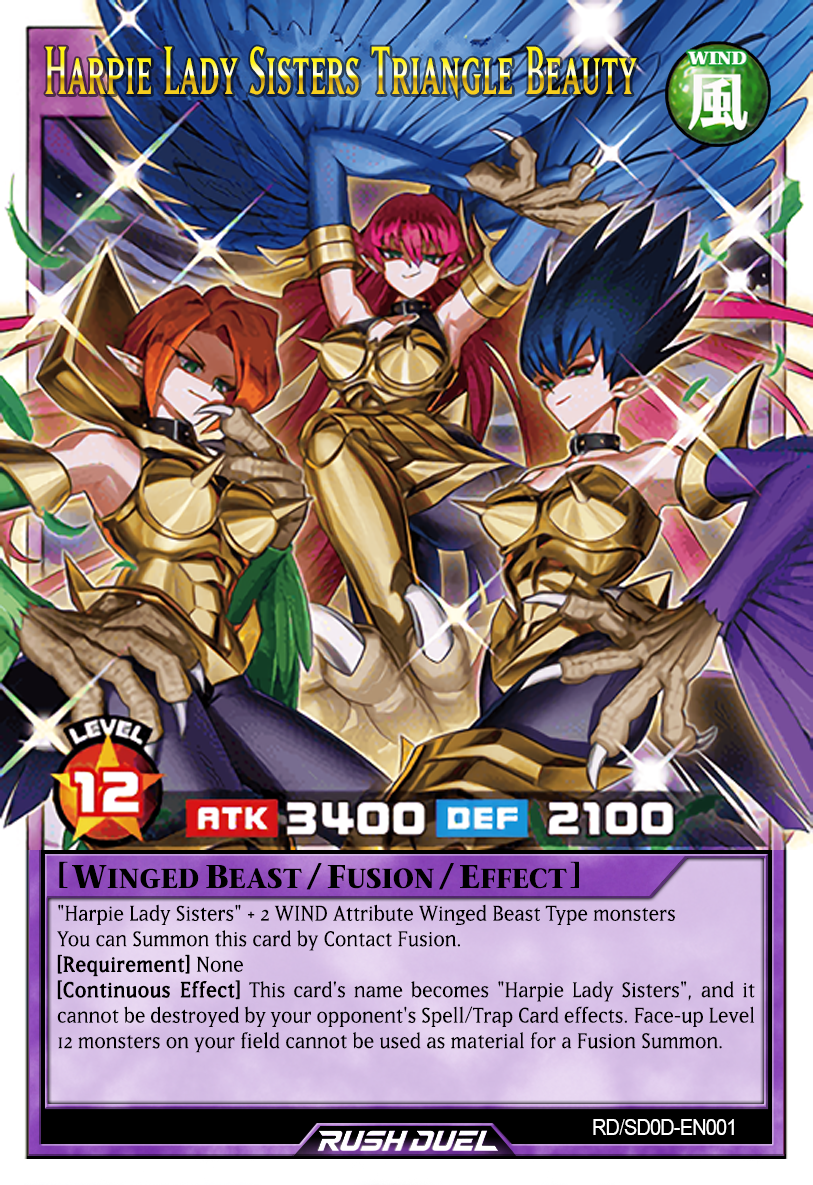 HARPIE LADY SISTERS TRIANGLE BEAUTY
WIND
風
LEVEL
12
ATK 3400 DEF 2100
[WINGED BEAST / FUSION / EFFECT]
"Harpie Lady Sisters" + 2 WIND Attribute Winged Beast Type monsters
You can Summon this card by Contact Fusion.
[Requirement] None
[Continuous Effect] This card's name becomes "Harpie Lady Sisters", and it
cannot be destroyed by your opponent's Spell/Trap Card effects. Face-up Level
12 monsters on your field cannot be used as material for a Fusion Summon.
RD/SD0D-EN001
RUSH DUEL